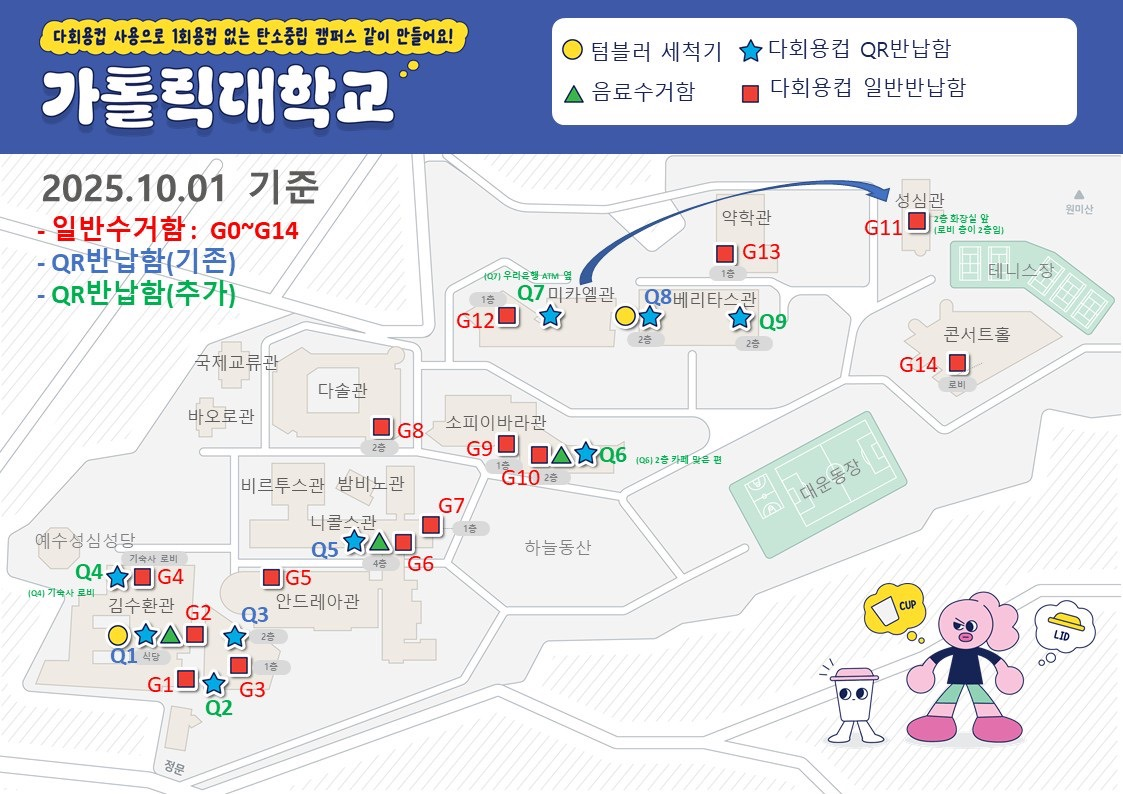 다회용컵 사용으로 1회용컵 없는 탄소중립 캠퍼스 같이 만들어요!
가톨릭대학교
텀블러 세척기
다회용컵 QR반납함
음료수거함
다회용컵 일반반납함
2025.10.01 기준
- 일반수거함 : G0~G14
- QR반납함(기존)
- QR반납함(추가)
성심관
G11
2층 화장실 앞
(로비 층이 2층임)
원미산
약학관
G13
1층
테니스장
(Q7) 우리은행 ATM 옆
1층
Q7
미카엘관
G12
Q8
베리타스관
Q9
2층
2층
콘서트홀
G14
로비
국제교류관
다솔관
바오로관
G8
2층
소피이바라관
G9
1층
G10
2층
Q6
(Q6) 2층 카페 맞은 편
대운동장
비르투스관
밤비노관
G7
1층
니콜스관
Q5
G6
4층
하늘동산
예수성심성당
기숙사 로비
Q4
G4
(Q4) 기숙사 로비
G5
안드레아관
김수환관
G2
Q3
2층
Q1
식당
1층
G1
G3
Q2
정문
CUP
LID